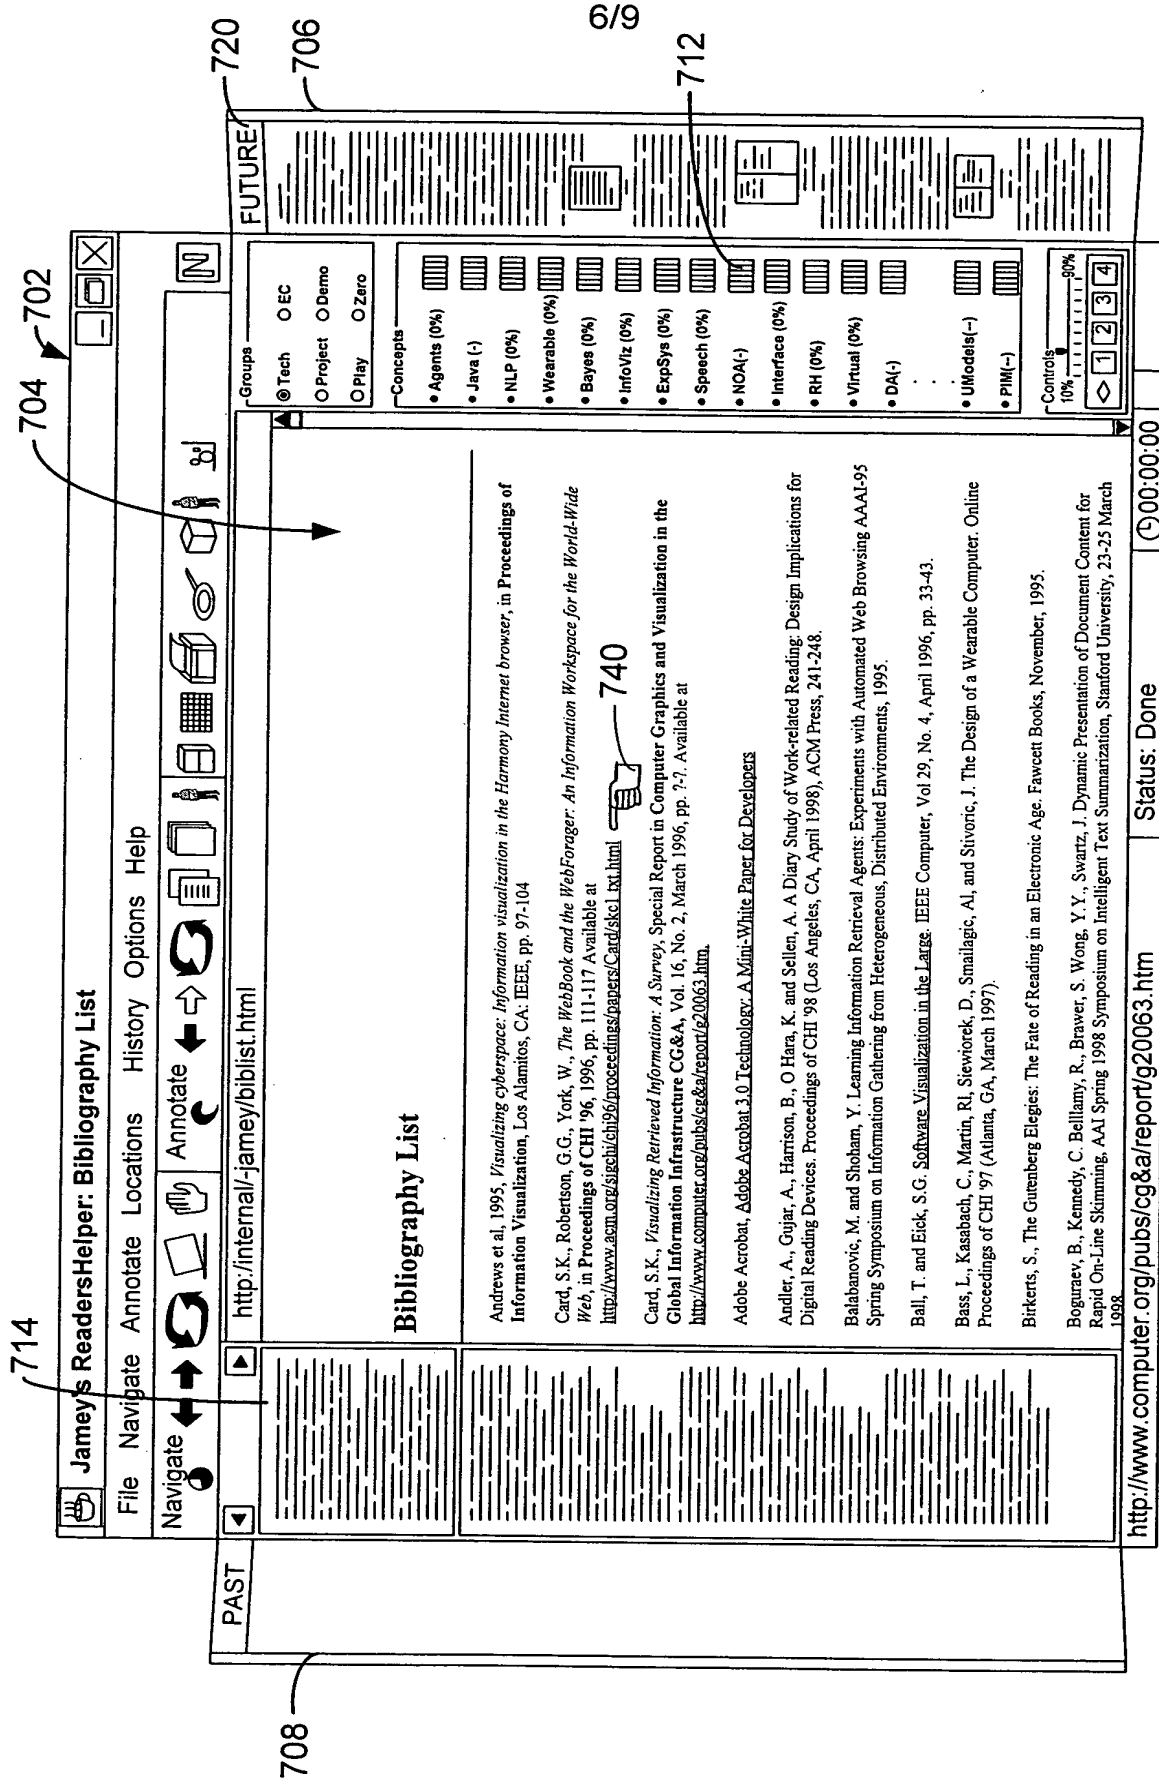 6/9
702
704
714
720
706
712
740
708
Jamey's ReadersHelper: Bibliography List
File Navigate Annotate Locations History Options Help
Navigate
Annotate
N
http:/internal/-jamey/biblist.html
PAST
FUTURE
Bibliography List
Andrews et al, 1995, Visualizing cyberspace: Information visualization in the Harmony Internet browser, in Proceedings of
Information Visualization, Los Alamitos, CA: IEEE, pp. 97-104
Card, S.K., Robertson, G.G., York, W., The WebBook and the WebForager: An Information Workspace for the World-Wide
Web, in Proceedings of CHI '96, 1996, pp. 111-117 Available at
http://www.acm.org/sigchi/chi96/proceedings/papers/Card/skc1 txt.html
Card, S.K., Visualizing Retrieved Information: A Survey, Special Report in Computer Graphics and Visualization in the
Global Information Infrastructure CG&A, Vol. 16, No. 2, March 1996, pp. ?-?. Available at
http://www.computer.org/pubs/cg&a/report/g20063.htm.
Adobe Acrobat, Adobe Acrobat 3.0 Technology: A Mini-White Paper for Developers
Andler, A., Gujar, A., Harrison, B., O Hara, K. and Sellen, A. A Diary Study of Work-related Reading: Design Implications for
Digital Reading Devices. Proceedings of CHI '98 (Los Angeles, CA, April 1998), ACM Press, 241-248.
Balabanovic, M. and Shoham, Y. Learning Information Retrieval Agents: Experiments with Automated Web Browsing AAAI-95
Spring Symposium on Information Gathering from Heterogeneous, Distributed Environments, 1995.
Ball, T. and Eick, S.G. Software Visualization in the Large. IEEE Computer, Vol 29, No. 4, April 1996, pp. 33-43.
Bass, L., Kasabach, C., Martin, RI, Siewiorek, D., Smailagic, Al, and Stivoric, J. The Design of a Wearable Computer. Online
Proceedings of CHI '97 (Atlanta, GA, March 1997).
Birkerts, S., The Gutenberg Elegies: The Fate of Reading in an Electronic Age. Fawcett Books, November, 1995.
Boguraev, B., Kennedy, C. Belllamy, R., Brawer, S. Wong, Y.Y., Swartz, J. Dynamic Presentation of Document Content for
Rapid On-Line Skimming, AAI Spring 1998 Symposium on Intelligent Text Summarization, Stanford University, 23-25 March
1998
Groups
Tech EC
Project Demo
Play Zero
Concepts
• Agents (0%)
• Java (-)
• NLP (0%)
• Wearable (0%)
• Bayes (0%)
• InfoViz (0%)
• ExpSys (0%)
• Speech (0%)
• NOA(-)
• Interface (0%)
• RH (0%)
• Virtual (0%)
• DA(-)
. . .
• UModels(--)
• PIM(--)
Controls
10% 90%
1 2 3 4
http://www.computer.org/pubs/cg&a/report/g20063.htm
Status: Done
00:00:00